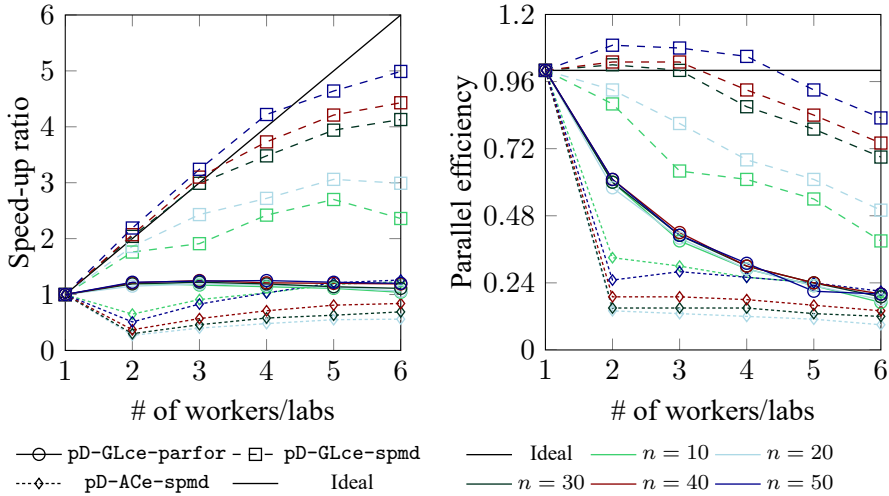 6
5
4
3
2
1
0
1 2 3 4 5 6
Speed-up ratio
# of workers/labs
1.2
0.96
0.72
0.48
0.24
0
1 2 3 4 5 6
Parallel efficiency
# of workers/labs
pD-GLce-parfor pD-GLce-spmd
pD-ACe-spmd Ideal
Ideal n = 10 n = 20
n = 30 n = 40 n = 50